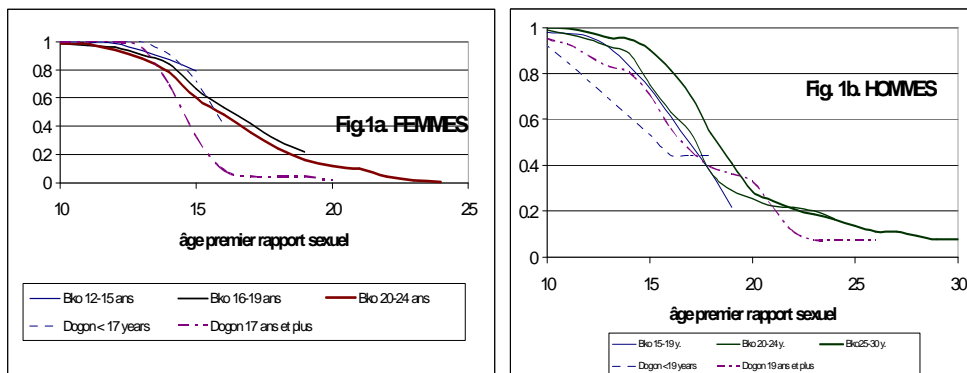 1
0.8
0.6
0.4
0.2
0
Fig.1a. FEMMES
10 15 20 25
âge premier rapport sexuel
Bko 12-15 ans Bko 16-19 ans Bko 20-24 ans
Dogon < 17 years Dogon 17 ans et plus
1
0.8
0.6
0.4
0.2
0
Fig. 1b. HOMMES
10 15 20 25 30
âge premier rapport sexuel
Bko 15-19 y. Bko 20-24 y. Bko25-30 y.
Dogon <19 years Dogon 19 ans et plus